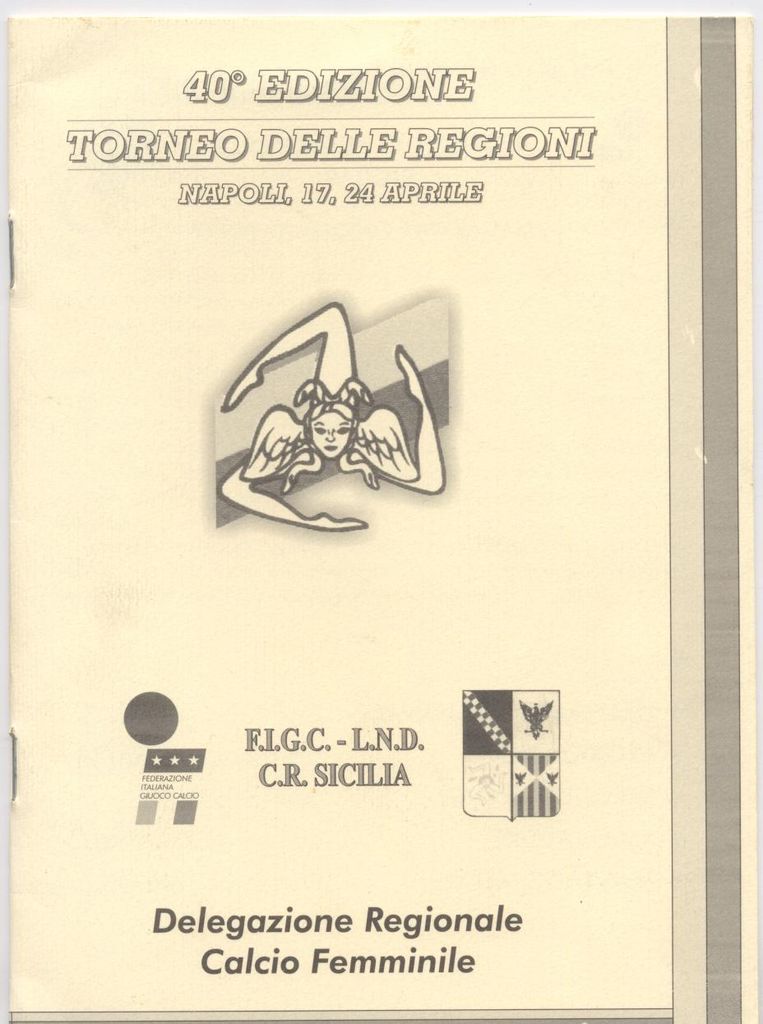 40° EDIZIONE
TORNEO DELLE REGIONI
NAPOLI, 17, 24 APRILE
FEDERAZIONE
ITALIANA
GIUOCO CALCIO
F.I.G.C. - L.N.D.
C.R. SICILIA
Delegazione Regionale
Calcio Femminile